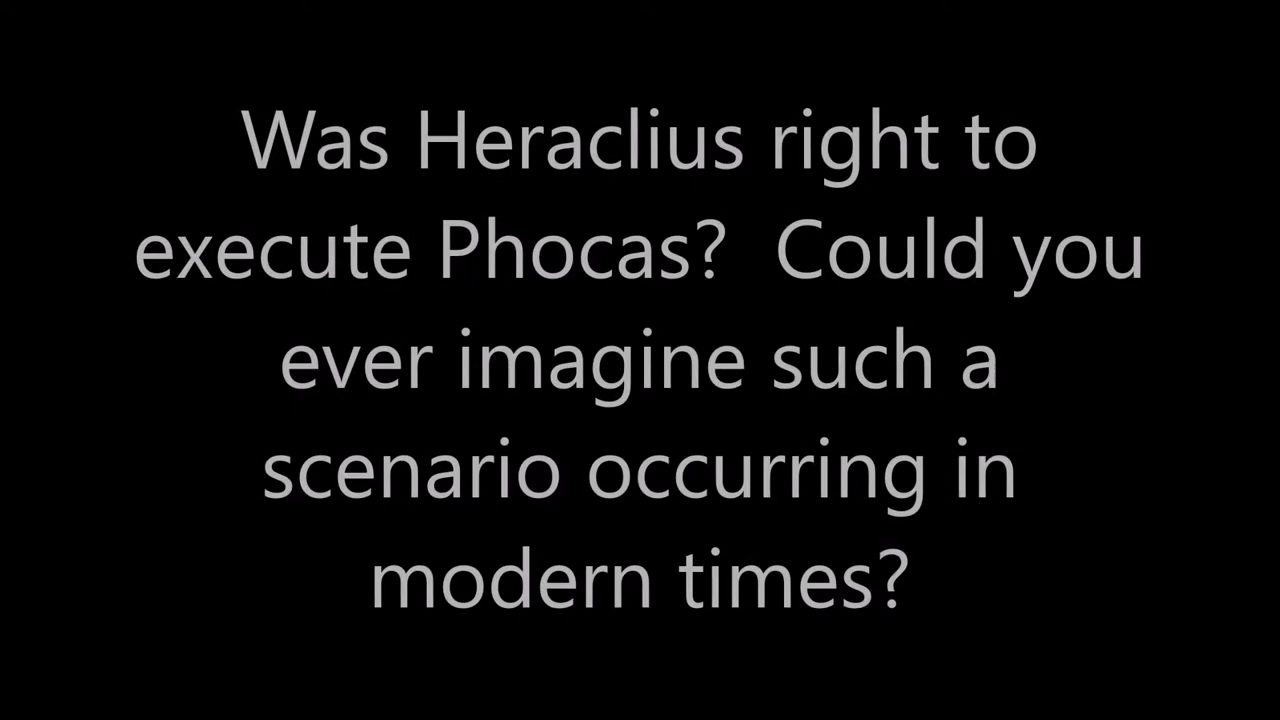 Was Heraclius right to
execute Phocas?  Could you
ever imagine such a
scenario occurring in
modern times?